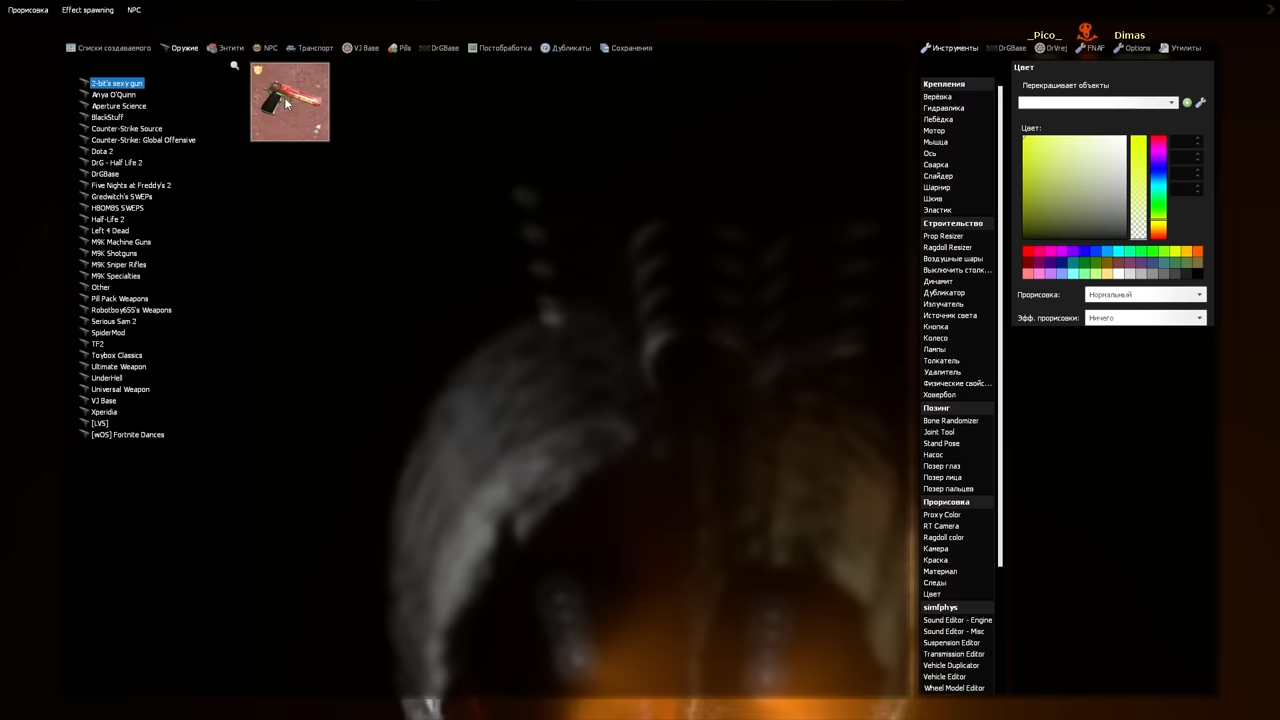 Прорисовка Effect spawning NPC
_Pico_ Dimas
Списки создаваемого Оружие Энтити NPC Транспорт VJ Base Pills DrGBase Постобработка Дубликаты Сохранения
Инструменты DrGBase DrVrej FNAF Options Утилиты
2-bit's sexy gun
Anya O'Quinn
Aperture Science
BlackStuff
Counter-Strike Source
Counter-Strike: Global Offensive
Dota 2
DrG - Half Life 2
DrGBase
Five Nights at Freddy's 2
Gredwitch's SWEPs
HBOMBS SWEPS
Half-Life 2
Left 4 Dead
M9K Machine Guns
M9K Shotguns
M9K Sniper Rifles
M9K Specialties
Other
Pill Pack Weapons
Robotboy655's Weapons
Serious Sam 2
SpiderMod
TF2
Toybox Classics
Ultimate Weapon
UnderHell
Universal Weapon
VJ Base
Xperidia
[LVS]
[wOS] Fortnite Dances
Крепления
Верёвка
Гидравлика
Лебёдка
Мотор
Мышца
Ось
Сварка
Слайдер
Шарнир
Шкив
Эластик
Строительство
Prop Resizer
Ragdoll Resizer
Воздушные шары
Выключить столк...
Динамит
Дубликатор
Излучатель
Источник света
Кнопка
Колесо
Лампы
Толкатель
Удалитель
Физические свойс...
Ховербол
Позинг
Bone Randomizer
Joint Tool
Stand Pose
Насос
Позер глаз
Позер лица
Позер пальцев
Прорисовка
Proxy Color
RT Camera
Ragdoll color
Камера
Краска
Материал
Следы
Цвет
simfphys
Sound Editor - Engine
Sound Editor - Misc
Suspension Editor
Transmission Editor
Vehicle Duplicator
Vehicle Editor
Wheel Model Editor
Цвет
Перекрашивает объекты
Цвет:
Прорисовка: Нормальный
Эфф. прорисовки: Ничего